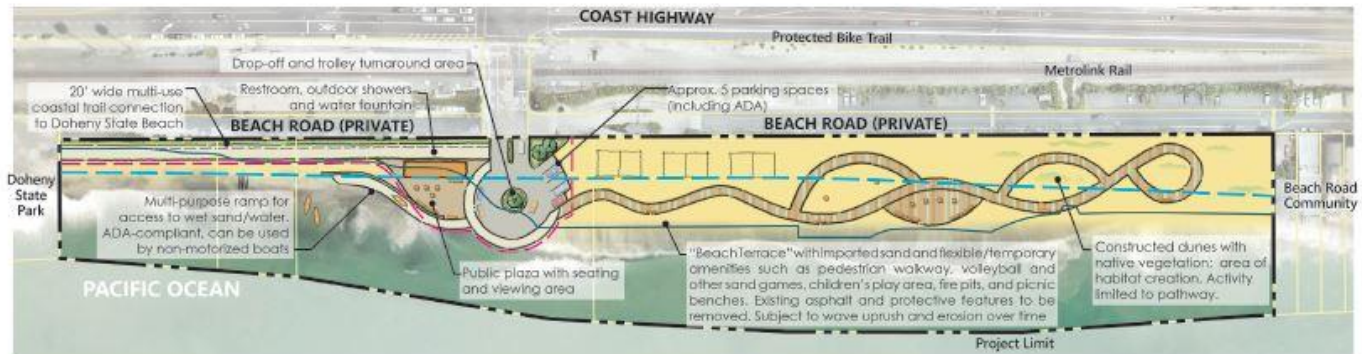 COAST HIGHWAY
Protected Bike Trail
Metrolink Rail
Drop-off and trolley turnaround area
20' wide multi-use
coastal trail connection
to Doheny State Beach
Restroom, outdoor showers
and water fountain
Approx. 5 parking spaces
(including ADA)
BEACH ROAD (PRIVATE)
BEACH ROAD (PRIVATE)
Doheny
State
Park
Beach Road
Community
Multi-purpose ramp for
access to wet sand/water.
ADA-compliant, can be used
by non-motorized boats
Public plaza with seating
and viewing area
"Beach Terrace" with imported sand and flexible/temporary
amenities such as pedestrian walkway, volleyball and
other sand games, children's play area, fire pits, and picnic
benches. Existing asphalt and protective features to be
removed. Subject to wave uprush and erosion over time
Constructed dunes with
native vegetation: area of
habitat creation. Activity
limited to pathway.
PACIFIC OCEAN
Project Limit